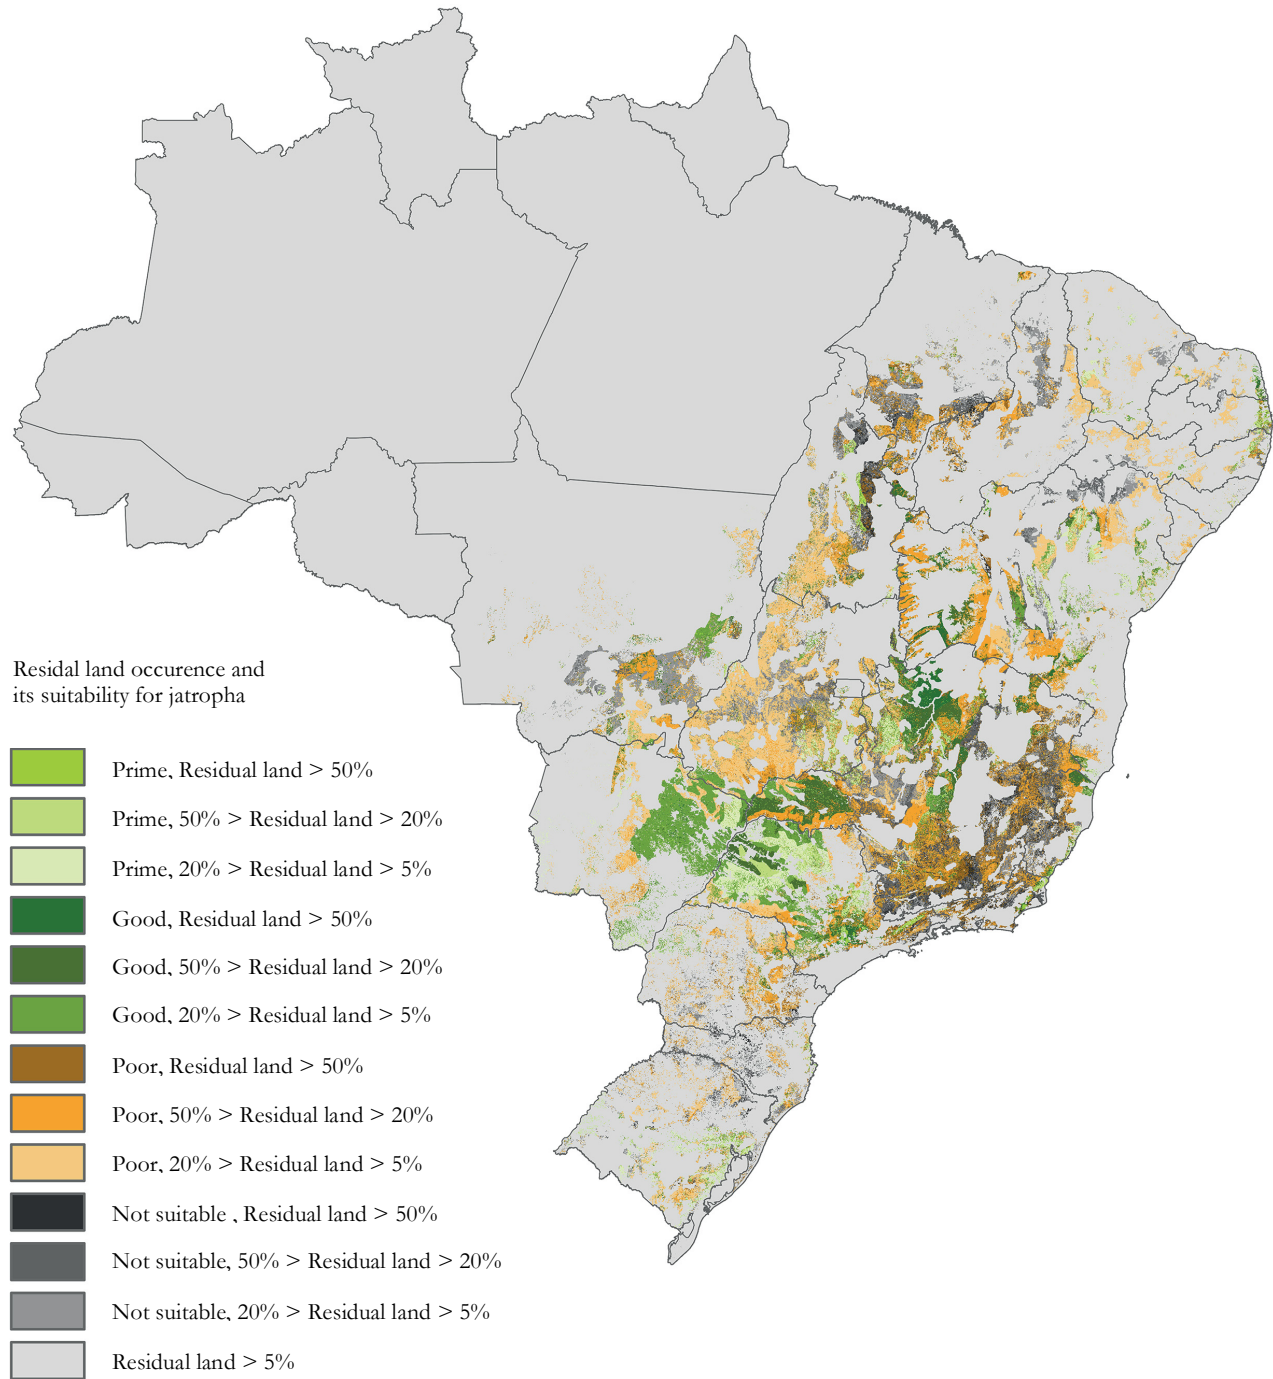 Residal land occurence and
its suitability for jatropha
Prime, Residual land > 50%
Prime, 50% > Residual land > 20%
Prime, 20% > Residual land > 5%
Good, Residual land > 50%
Good, 50% > Residual land > 20%
Good, 20% > Residual land > 5%
Poor, Residual land > 50%
Poor, 50% > Residual land > 20%
Poor, 20% > Residual land > 5%
Not suitable , Residual land > 50%
Not suitable, 50% > Residual land > 20%
Not suitable, 20% > Residual land > 5%
Residual land > 5%